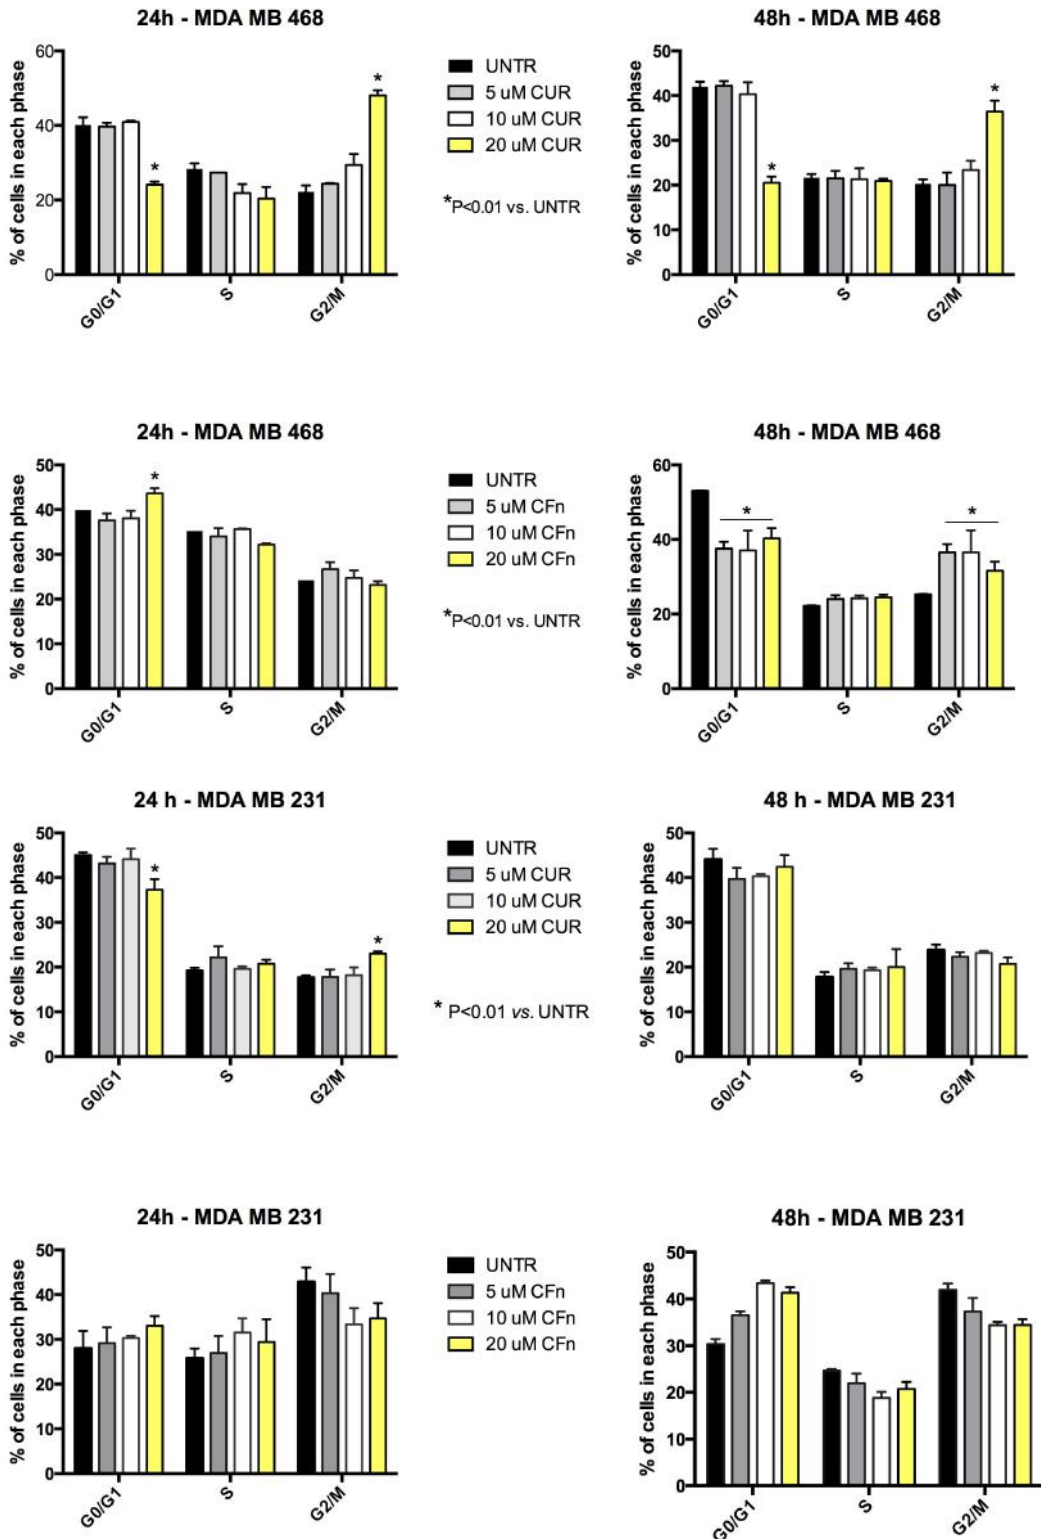 24h - MDA MB 468
% of cells in each phase
60
40
20
0
G0/G1
S
G2/M
*
*
UNTR
5 uM CUR
10 uM CUR
20 uM CUR
*P<0.01 vs. UNTR
48h - MDA MB 468
% of cells in each phase
50
40
30
20
10
0
G0/G1
S
G2/M
*
*
24h - MDA MB 468
% of cells in each phase
50
40
30
20
10
0
G0/G1
S
G2/M
*
UNTR
5 uM CFn
10 uM CFn
20 uM CFn
*P<0.01 vs. UNTR
48h - MDA MB 468
% of cells in each phase
60
40
20
0
G0/G1
S
G2/M
*
*
24 h - MDA MB 231
% of cells in each phase
50
40
30
20
10
0
G0/G1
S
G2/M
*
*
UNTR
5 uM CUR
10 uM CUR
20 uM CUR
* P<0.01 vs. UNTR
48 h - MDA MB 231
% of cells in each phase
50
40
30
20
10
0
G0/G1
S
G2/M
24h - MDA MB 231
% of cells in each phase
50
40
30
20
10
0
G0/G1
S
G2/M
UNTR
5 uM CFn
10 uM CFn
20 uM CFn
48h - MDA MB 231
% of cells in each phase
50
40
30
20
10
0
G0/G1
S
G2/M